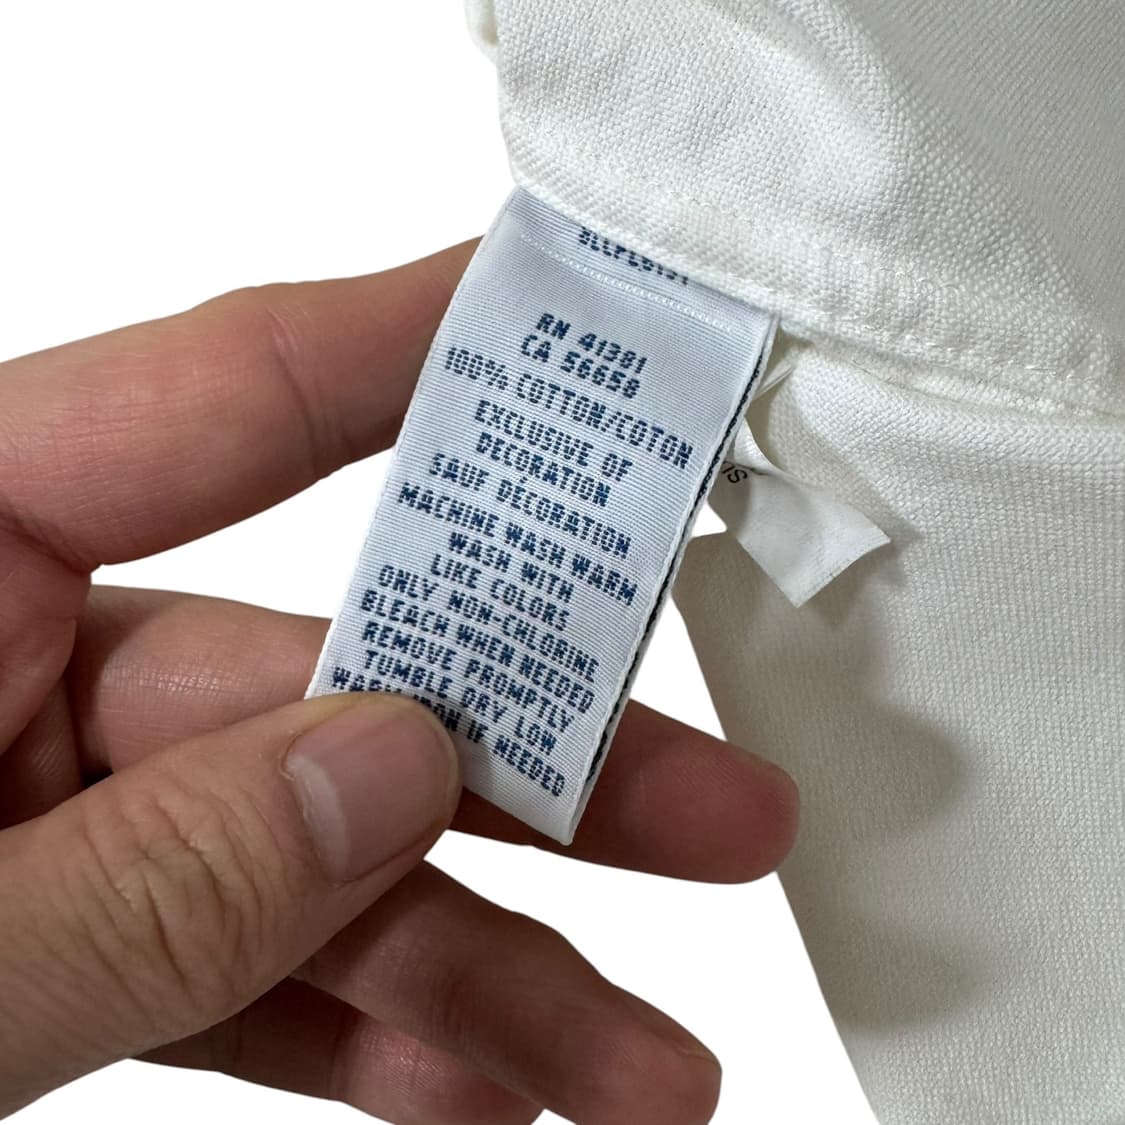 RN 41381
CA 56658
100% COTTON/COTON
EXCLUSIVE OF
DECORATION
SAUF DÉCORATION
MACHINE WASH WARM
WASH WITH
LIKE COLORS
ONLY NON-CHLORINE
BLEACH WHEN NEEDED
REMOVE PROMPTLY
TUMBLE DRY LOW
WARM IRON IF NEEDED